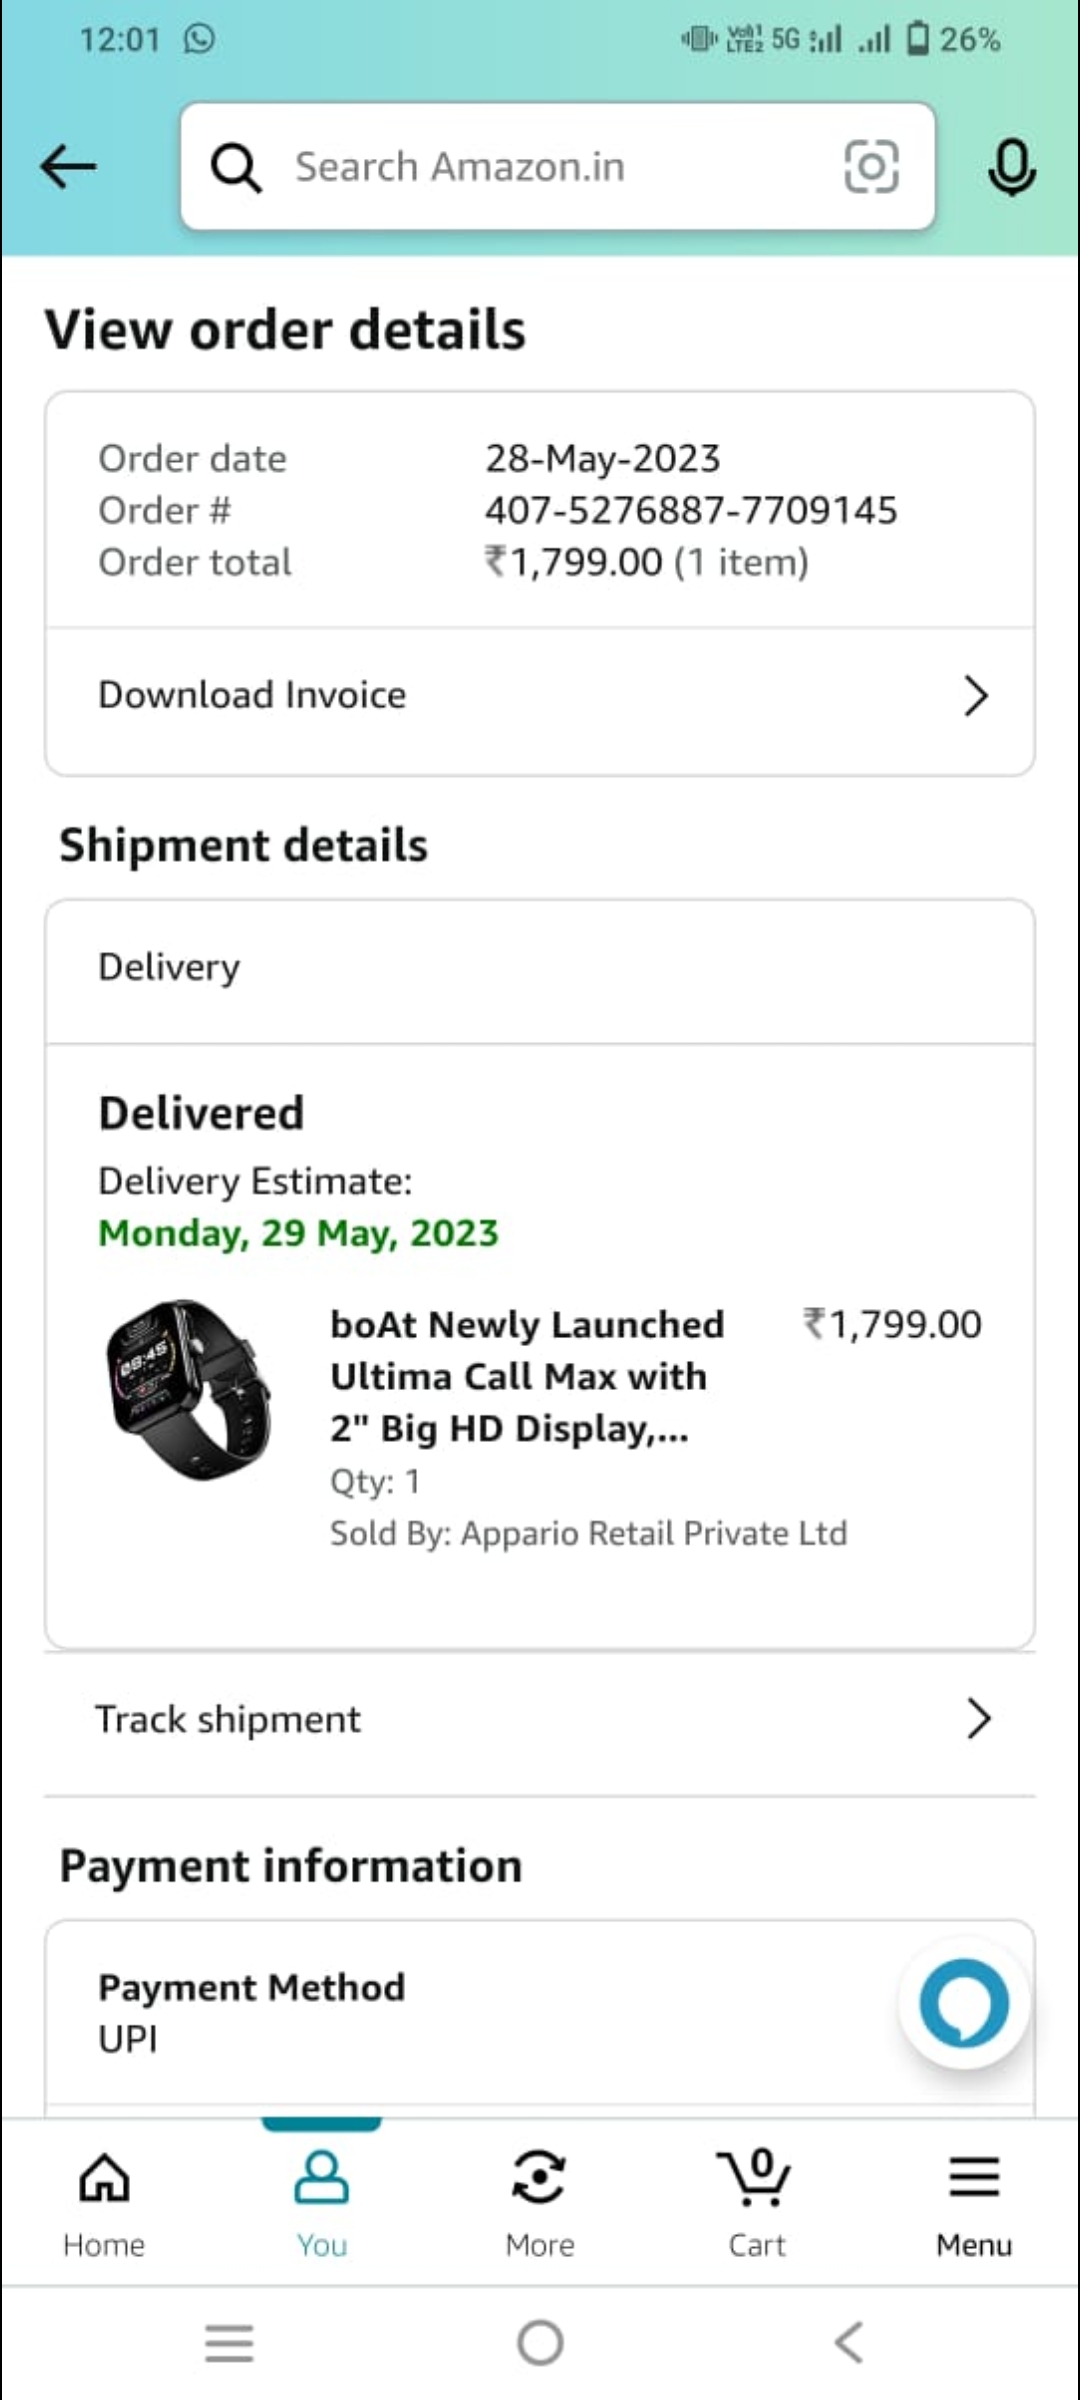 12:01
Vo)) 1
LTE2 5G 26%
Search Amazon.in
View order details
Order date 28-May-2023
Order # 407-5276887-7709145
Order total ₹1,799.00 (1 item)
Download Invoice
Shipment details
Delivery
Delivered
Delivery Estimate:
Monday, 29 May, 2023
08:45
boAt Newly Launched ₹1,799.00
Ultima Call Max with
2" Big HD Display,...
Qty: 1
Sold By: Appario Retail Private Ltd
Track shipment
Payment information
Payment Method
UPI
0
Home You More Cart Menu